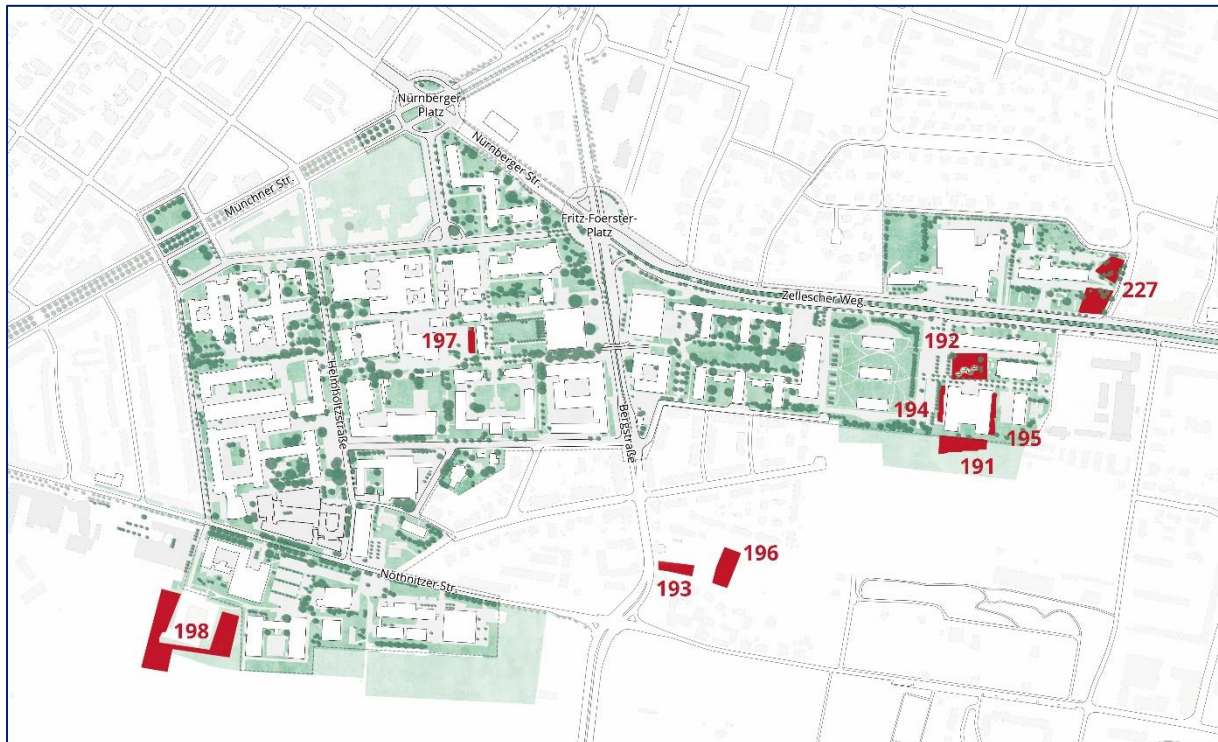 Nürnberger-
Platz
Nürnberger-Str.
Münchner Str.
Fritz-Foerster-
Platz
Zellescher Weg
227
192
197
Helmholtzstraße
Bergstraße
194
195
191
Nöthnitzer-Str.
196
193
198